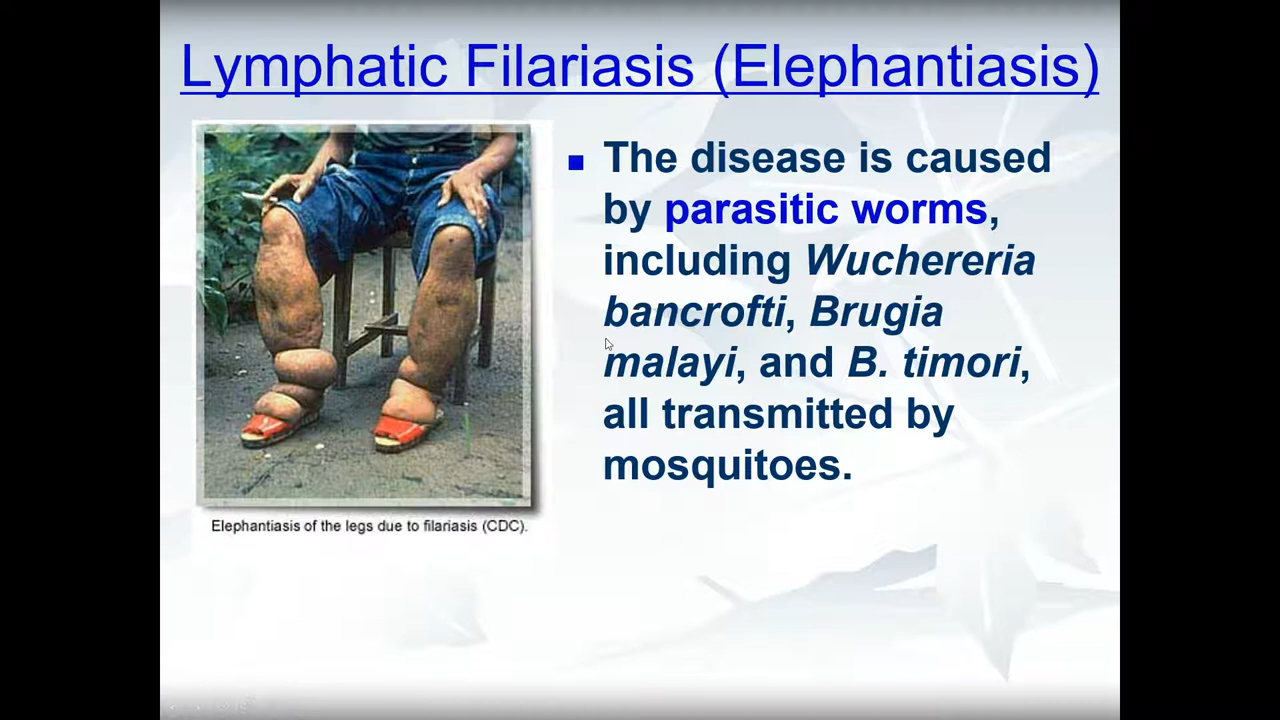 Lymphatic Filariasis (Elephantiasis)
The disease is caused
by parasitic worms,
including Wuchereria
bancrofti, Brugia
malayi, and B. timori,
all transmitted by
mosquitoes.
Elephantiasis of the legs due to filariasis (CDC).